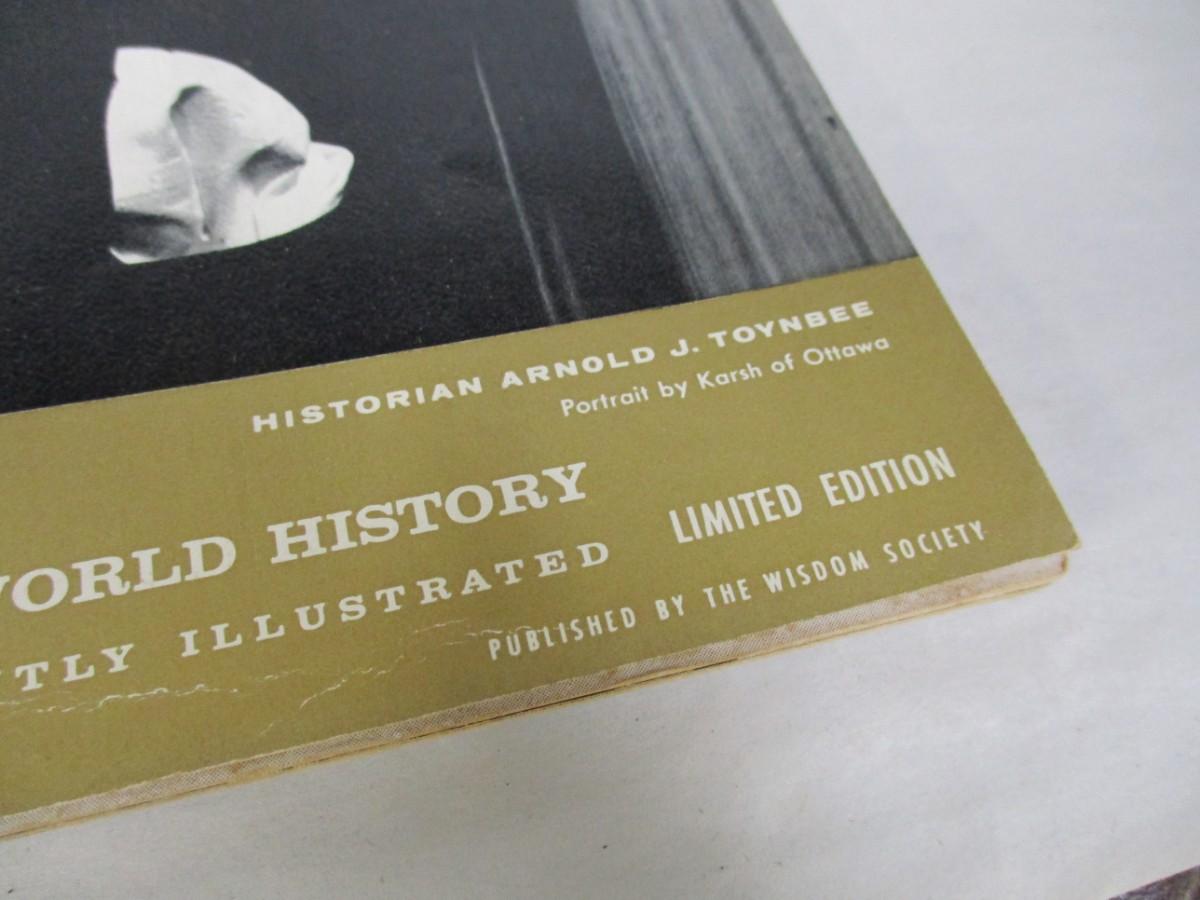 HISTORIAN ARNOLD J. TOYNBEE
Portrait by Karsh of Ottawa
WORLD HISTORY
TLY ILLUSTRATED
LIMITED EDITION
PUBLISHED BY THE WISDOM SOCIETY